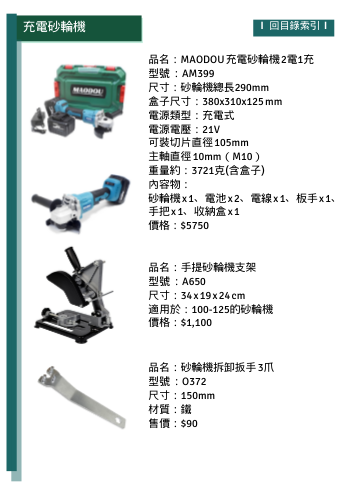 充電砂輪機
I 回目錄索引 I
MAODOU
品名：MAODOU充電砂輪機2電1充
型號：AM399
尺寸：砂輪機總長290mm
盒子尺寸：380x310x125mm
電源類型：充電式
電源電壓：21V
可裝切片直徑105mm
主軸直徑10mm（M10）
重量約：3721克(含盒子)
內容物：
砂輪機x1、電池x2、電線x1、板手x1、
手把x1、收納盒x1
價格：$5750
品名：手提砂輪機支架
型號：A650
尺寸：34x19x24cm
適用於：100-125的砂輪機
價格：$1,100
品名：砂輪機拆卸扳手3爪
型號：O372
尺寸：150mm
材質：鐵
售價：$90